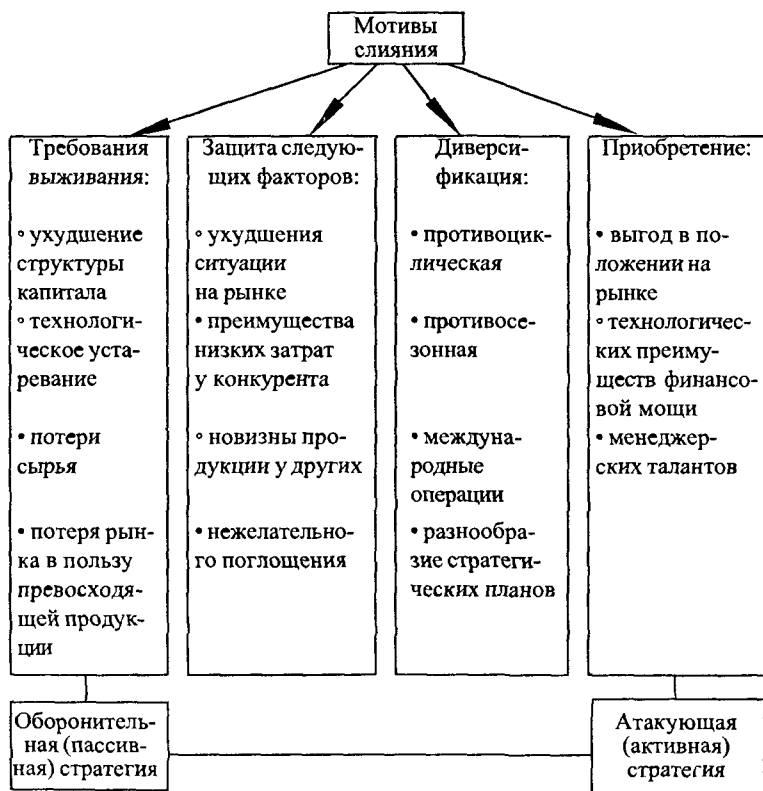 Мотивы
слияния
Требования
выживания:
◦ ухудшение
структуры
капитала
◦ технологи-
ческое уста-
ревание
• потери
сырья
• потеря рын-
ка в пользу
превосходя-
щей продук-
ции
Защита следую-
щих факторов:
◦ ухудшения
ситуации
на рынке
• преимущества
низких затрат
у конкурента
◦ новизны про-
дукции у других
• нежелательно-
го поглощения
Диверси-
фикация:
• противоцик-
лическая
• противосе-
зонная
• междуна-
родные
операции
• разнообра-
зие стратеги-
ческих планов
Приобретение:
• выгод в по-
ложении на
рынке
◦ технологичес-
ких преиму-
ществ финансо-
вой мощи
• менеджер-
ских талантов
Оборонитель-
ная (пассив-
ная) стратегия
Атакующая
(активная)
стратегия